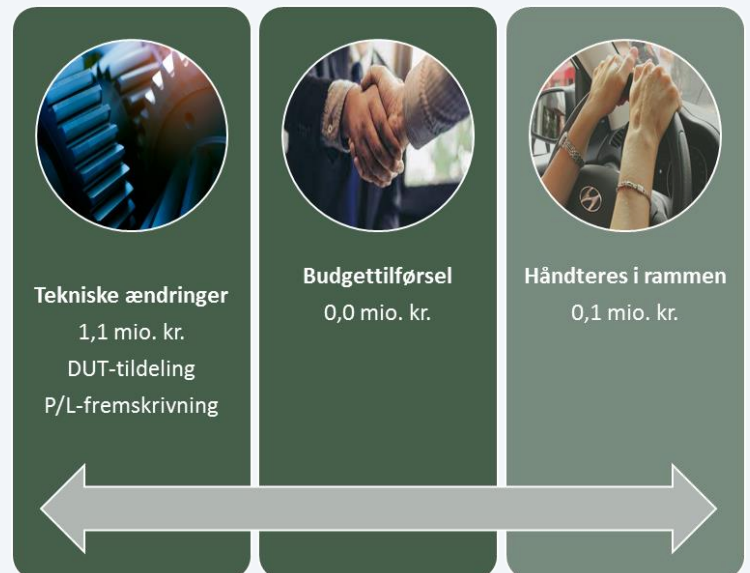 Tekniske ændringer
1,1 mio. kr.
DUT-tildeling
P/L-fremskrivning
Budgettilførsel
0,0 mio. kr.
Håndteres i rammen
0,1 mio. kr.